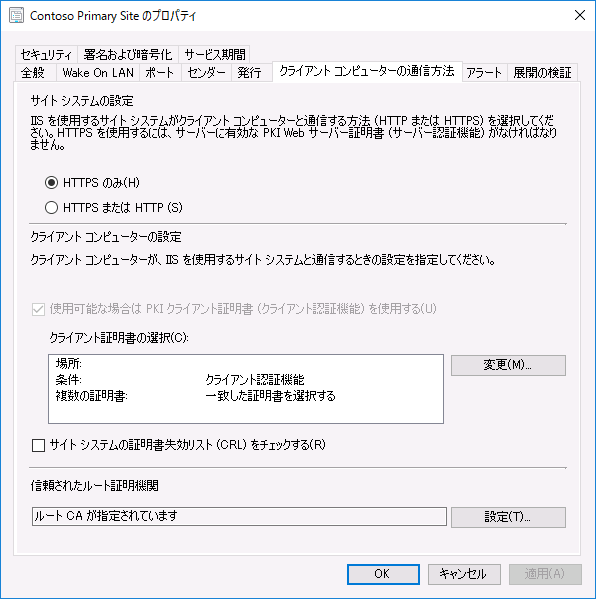 Contoso Primary Site のプロパティ
セキュリティ 署名および暗号化 サービス期間
全般 Wake On LAN ポート センダー 発行 クライアント コンピューターの通信方法 アラート 展開の検証
サイト システムの設定
IIS を使用するサイト システムがクライアント コンピューターと通信する方法 (HTTP または HTTPS) を選択してくだ
さい。HTTPS を使用するには、サーバーに有効な PKI Web サーバー証明書 (サーバー認証機能) がなければなり
ません。
HTTPS のみ(H)
HTTPS または HTTP (S)
クライアント コンピューターの設定
クライアント コンピューターが、IIS を使用するサイト システムと通信するときの設定を指定してください。
使用可能な場合は PKI クライアント証明書 (クライアント認証機能) を使用する(U)
クライアント証明書の選択(C):
場所:
条件: クライアント認証機能
複数の証明書: 一致した証明書を選択する
変更(M)...
サイト システムの証明書失効リスト (CRL) をチェックする(R)
信頼されたルート証明機関
ルート CA が指定されています
設定(T)...
OK キャンセル 適用(A)